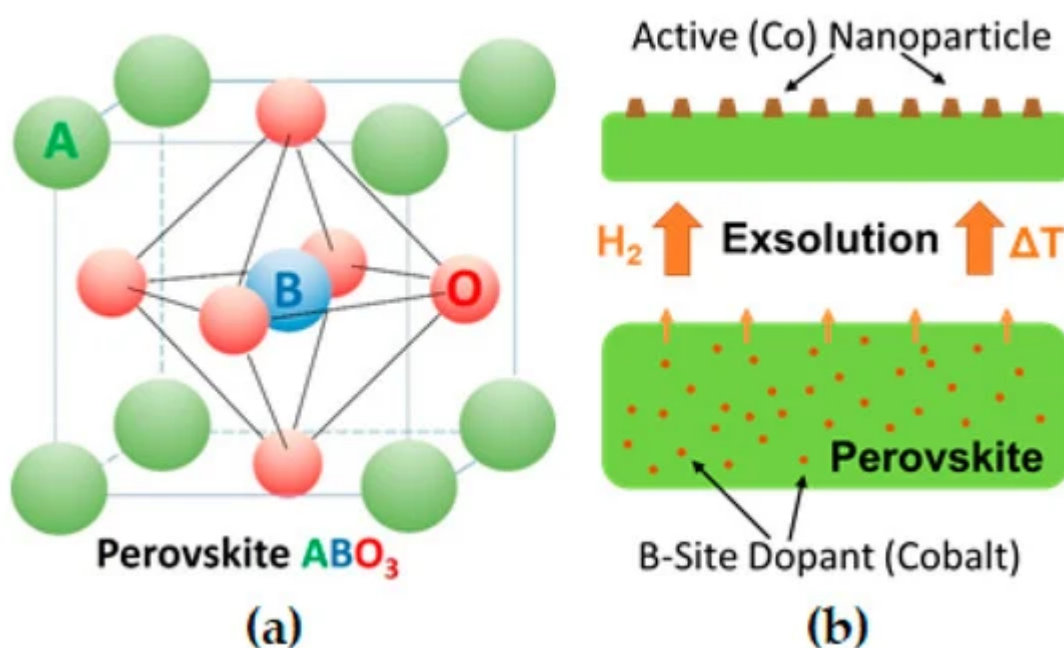 A
B
O
Perovskite ABO₃
(a)
Active (Co) Nanoparticle
H₂ Exsolution ΔT
Perovskite
B-Site Dopant (Cobalt)
(b)